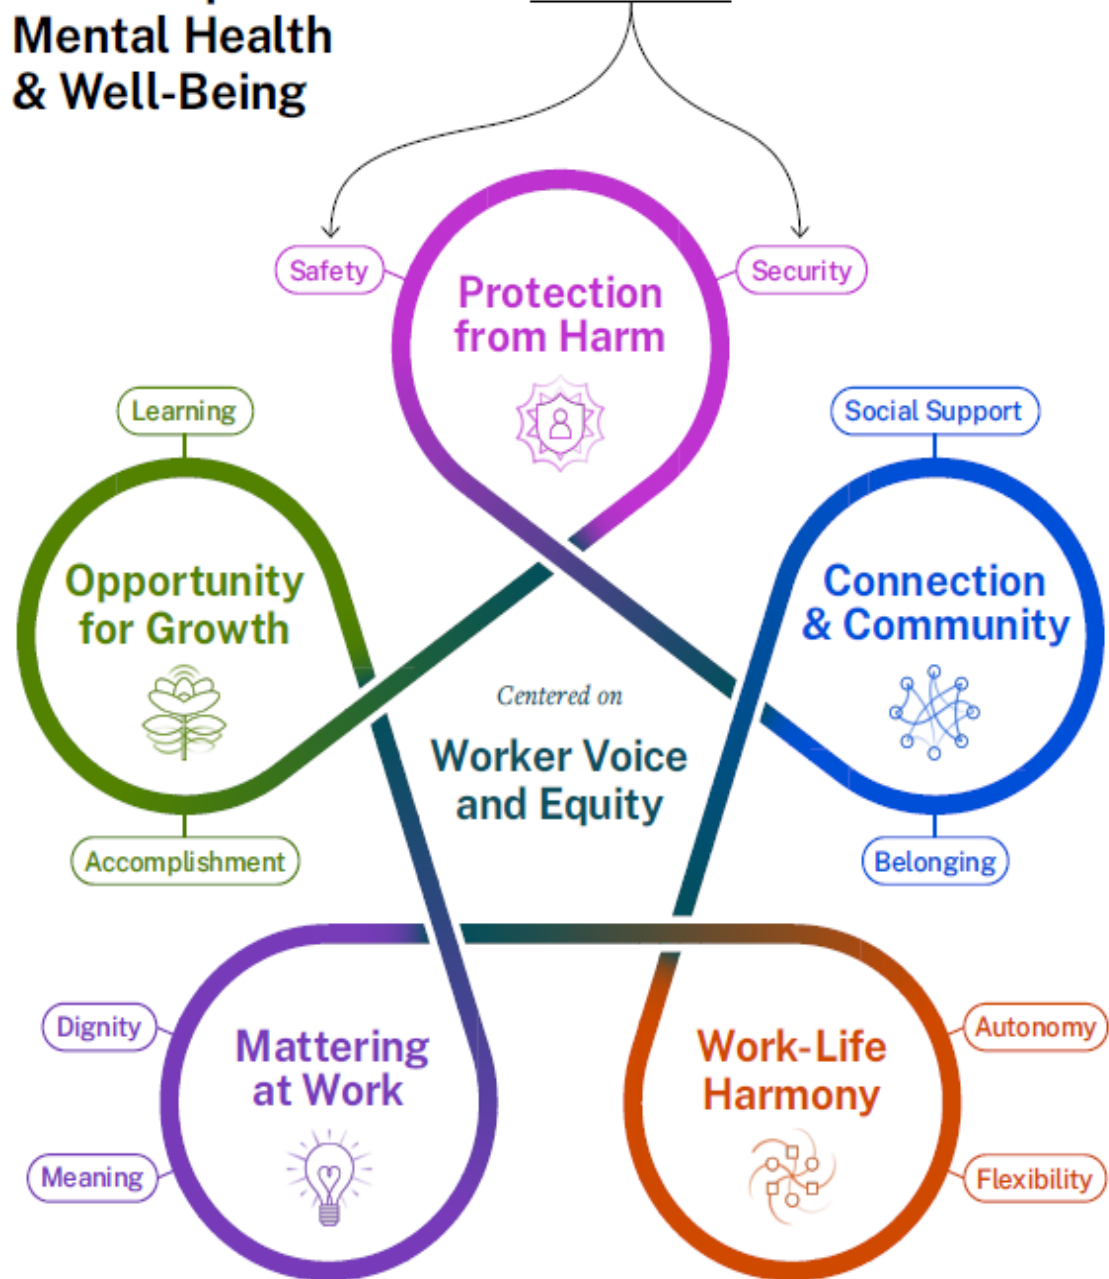 Mental Health
& Well-Being
Safety
Security
Protection
from Harm
Learning
Social Support
Opportunity
for Growth
Connection
& Community
Centered on
Worker Voice
and Equity
Accomplishment
Belonging
Dignity
Autonomy
Mattering
at Work
Work-Life
Harmony
Meaning
Flexibility